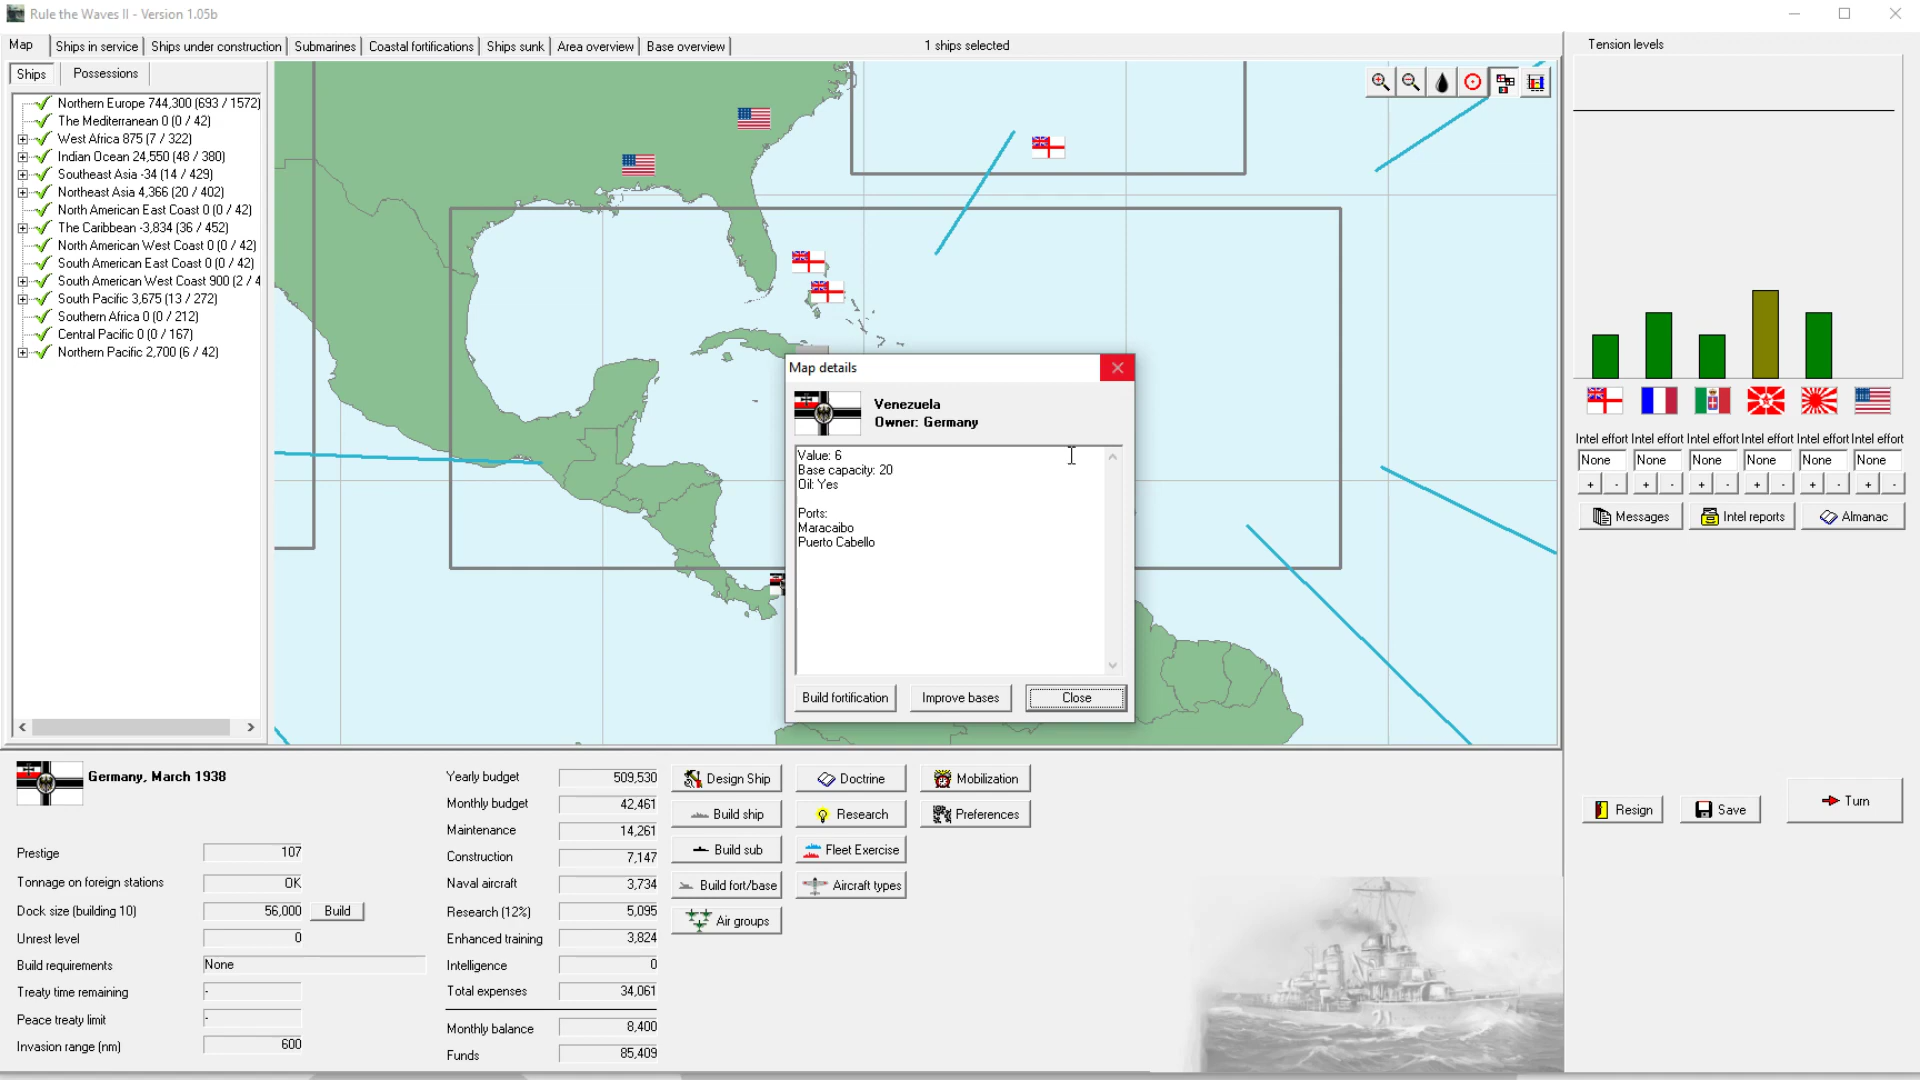 Rule the Waves II - Version 1.05b
Map
Ships in service
Ships under construction
Submarines
Coastal fortifications
Ships sunk
Area overview
Base overview
1 ships selected
Tension levels
Ships
Possessions
Northern Europe 744,300 (693 / 1572)
The Mediterranean 0 (0 / 42)
West Africa 875 (7 / 322)
Indian Ocean 24,550 (48 / 380)
Southeast Asia -34 (14 / 429)
Northeast Asia 4,366 (20 / 402)
North American East Coast 0 (0 / 42)
The Caribbean -3,834 (36 / 452)
North American West Coast 0 (0 / 42)
South American East Coast 0 (0 / 42)
South American West Coast 900 (2 / 4
South Pacific 3,675 (13 / 272)
Southern Africa 0 (0 / 212)
Central Pacific 0 (0 / 167)
Northern Pacific 2,700 (6 / 42)
Map details
Venezuela
Owner: Germany
Value: 6
Base capacity: 20
Oil: Yes
Ports:
Maracaibo
Puerto Cabello
Build fortification
Improve bases
Close
Intel effort Intel effort Intel effort Intel effort Intel effort Intel effort
None None None None None None
+ - + - + - + - + - + -
Messages
Intel reports
Almanac
Germany, March 1938
Prestige 107
Tonnage on foreign stations OK
Dock size (building 10) 56,000 Build
Unrest level 0
Build requirements None
Treaty time remaining -
Peace treaty limit -
Invasion range (nm) 600
Yearly budget 509,530
Monthly budget 42,461
Maintenance 14,261
Construction 7,147
Naval aircraft 3,734
Research (12%) 5,095
Enhanced training 3,824
Intelligence 0
Total expenses 34,061
Monthly balance 8,400
Funds 85,409
Design Ship
Doctrine
Mobilization
Build ship
Research
Preferences
Build sub
Fleet Exercise
Build fort/base
Aircraft types
Air groups
Resign
Save
Turn